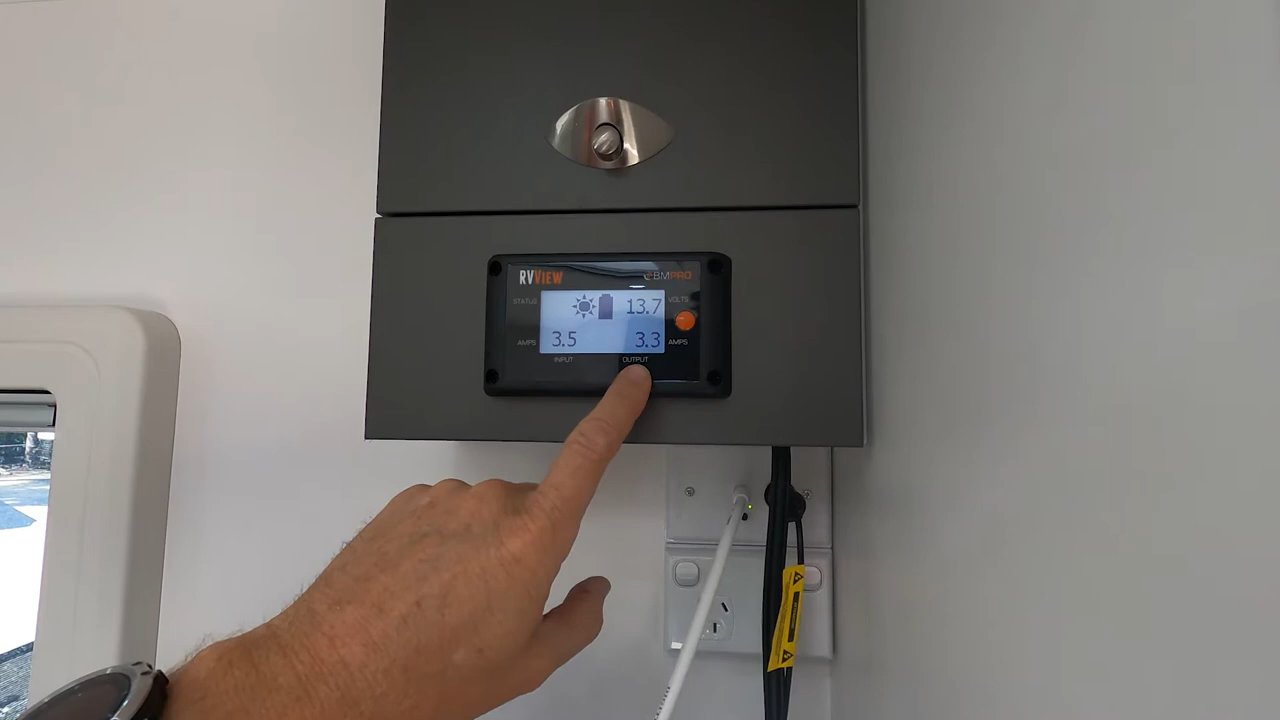 RVVIEW BMPRO
STATUS 13.7 VOLTS
AMPS 3.5 3.3 AMPS
INPUT OUTPUT